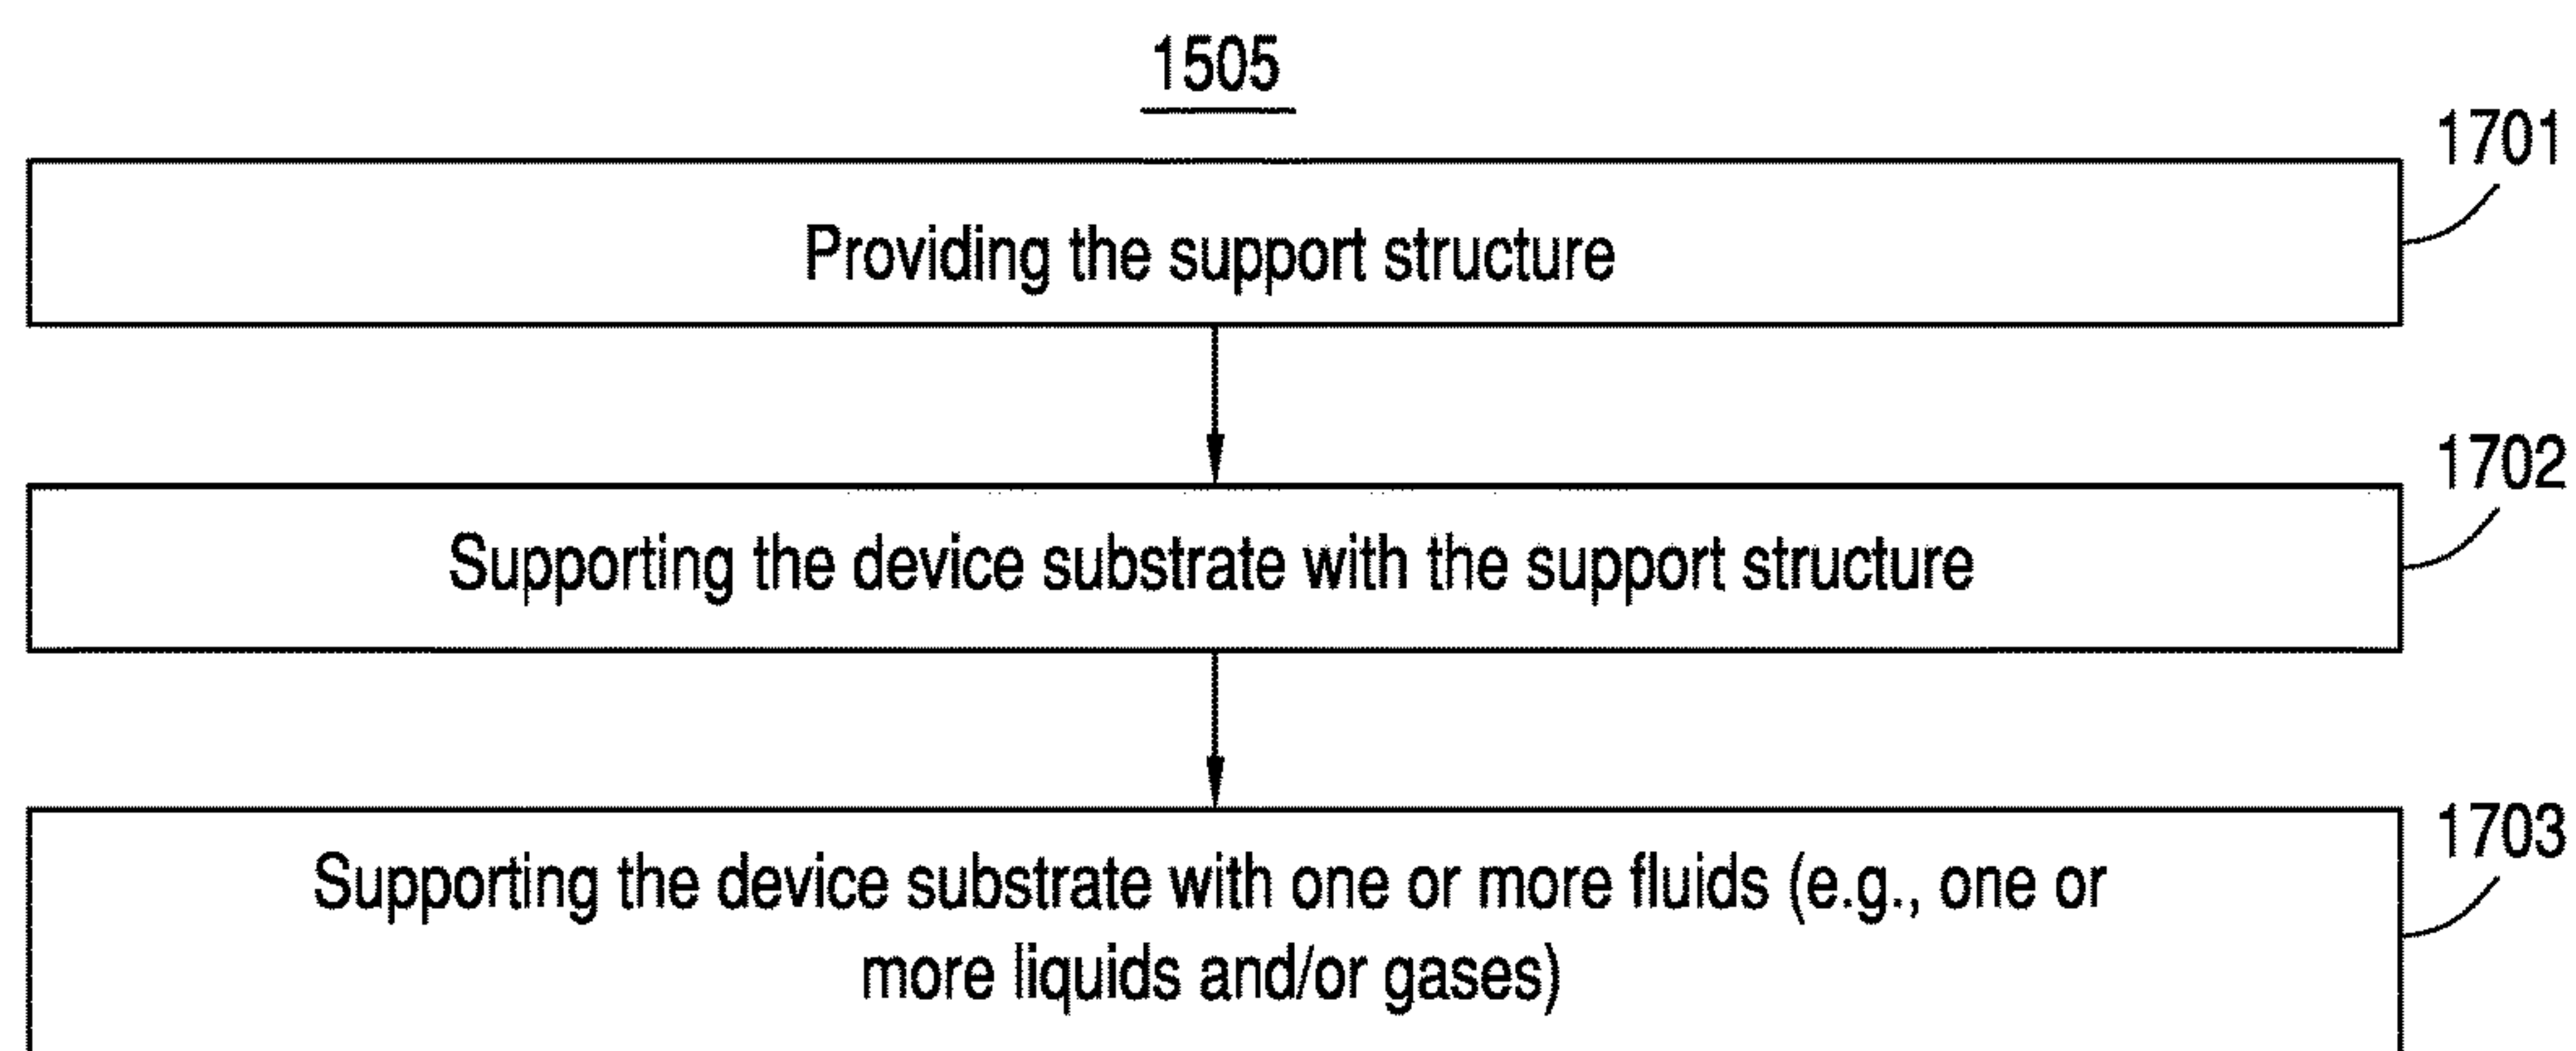 1505
1701
Providing the support structure
1702
Supporting the device substrate with the support structure
1703
Supporting the device substrate with one or more fluids (e.g., one or
more liquids and/or gases)